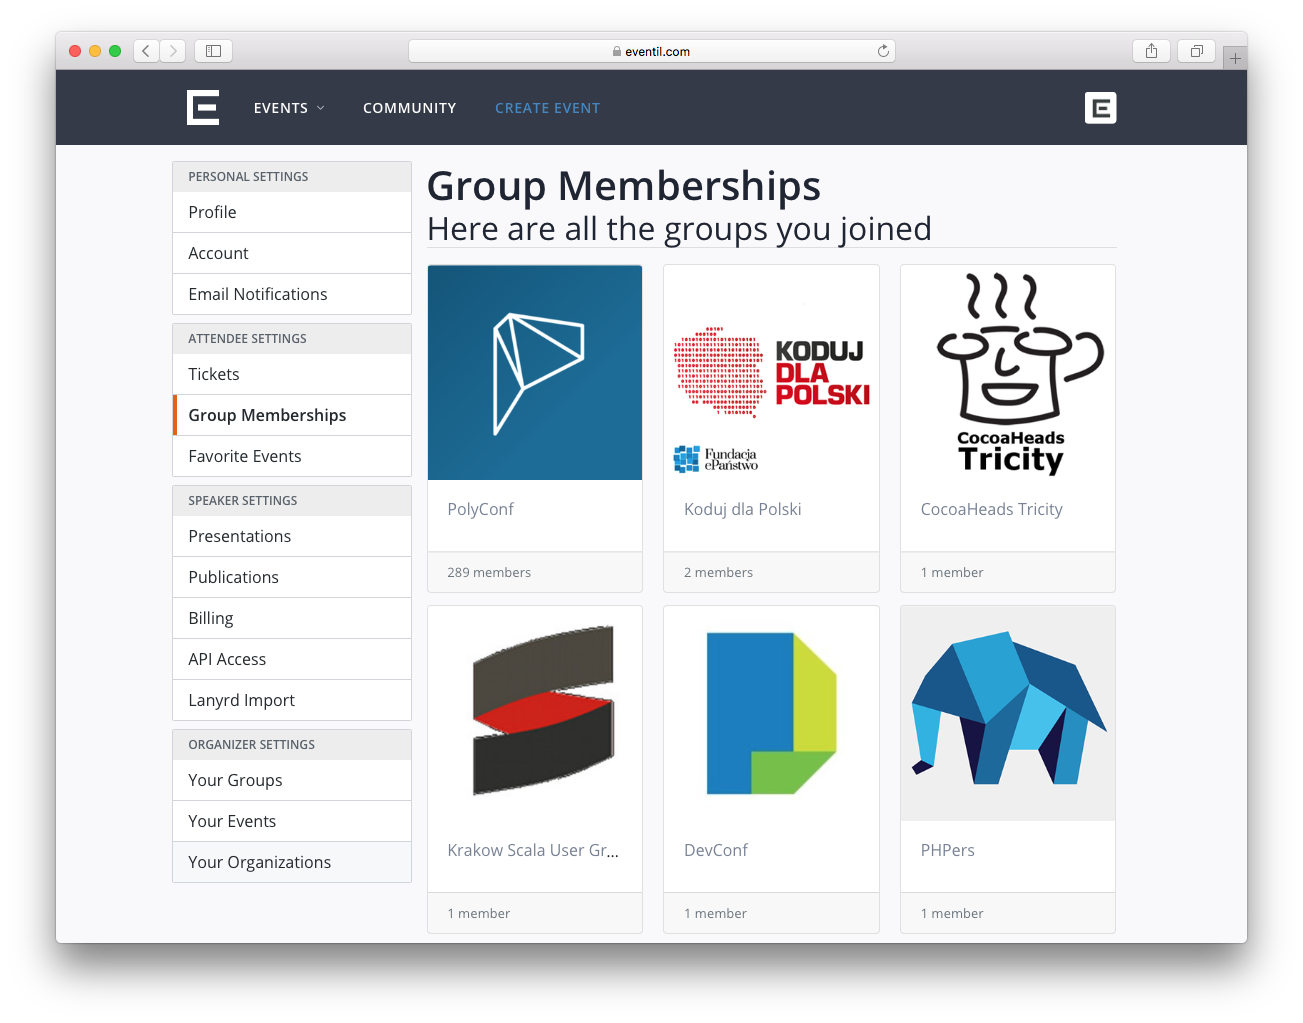 eventil.com
EVENTS
COMMUNITY
CREATE EVENT
PERSONAL SETTINGS
Profile
Account
Email Notifications
ATTENDEE SETTINGS
Tickets
Group Memberships
Favorite Events
SPEAKER SETTINGS
Presentations
Publications
Billing
API Access
Lanyrd Import
ORGANIZER SETTINGS
Your Groups
Your Events
Your Organizations
Group Memberships
Here are all the groups you joined
PolyConf
289 members
KODUJ
DLA
POLSKI
Fundacja
ePaństwo
Koduj dla Polski
2 members
CocoaHeads
Tricity
CocoaHeads Tricity
1 member
Krakow Scala User Gr...
1 member
DevConf
1 member
PHPers
1 member